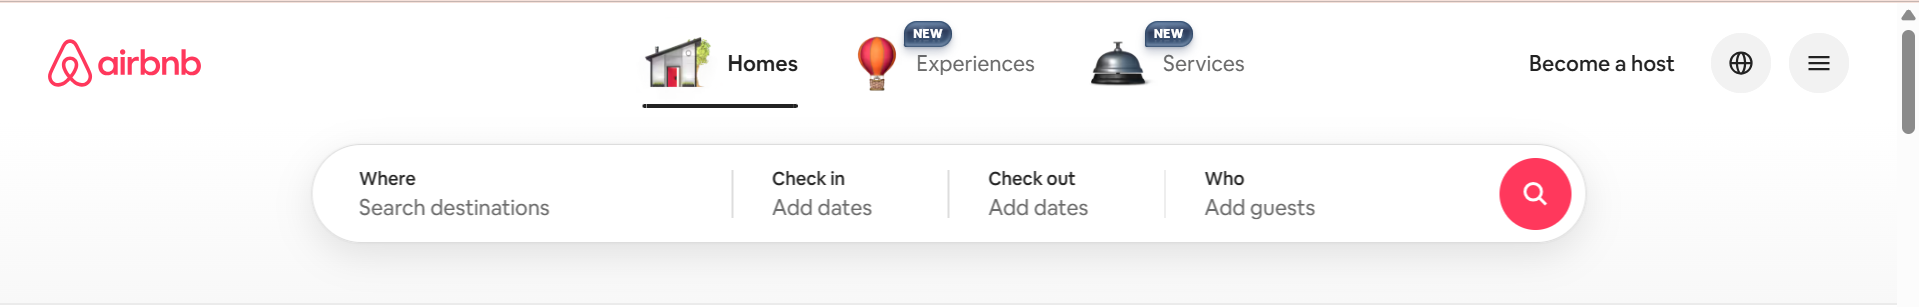 airbnb
Homes
NEW
Experiences
NEW
Services
Become a host
Where
Search destinations
Check in
Add dates
Check out
Add dates
Who
Add guests